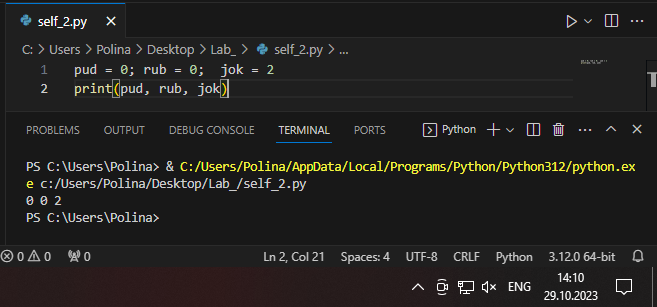 self_2.py
C: > Users > Polina > Desktop > Lab_ > self_2.py > ...
1 pud = 0; rub = 0;  jok = 2
2 print(pud, rub, jok)
PROBLEMS OUTPUT DEBUG CONSOLE TERMINAL PORTS Python
PS C:\Users\Polina> & C:/Users/Polina/AppData/Local/Programs/Python/Python312/python.ex
e c:/Users/Polina/Desktop/Lab_/self_2.py
0 0 2
PS C:\Users\Polina>
0 0 0 Ln 2, Col 21 Spaces: 4 UTF-8 CRLF Python 3.12.0 64-bit
ENG 14:10
29.10.2023